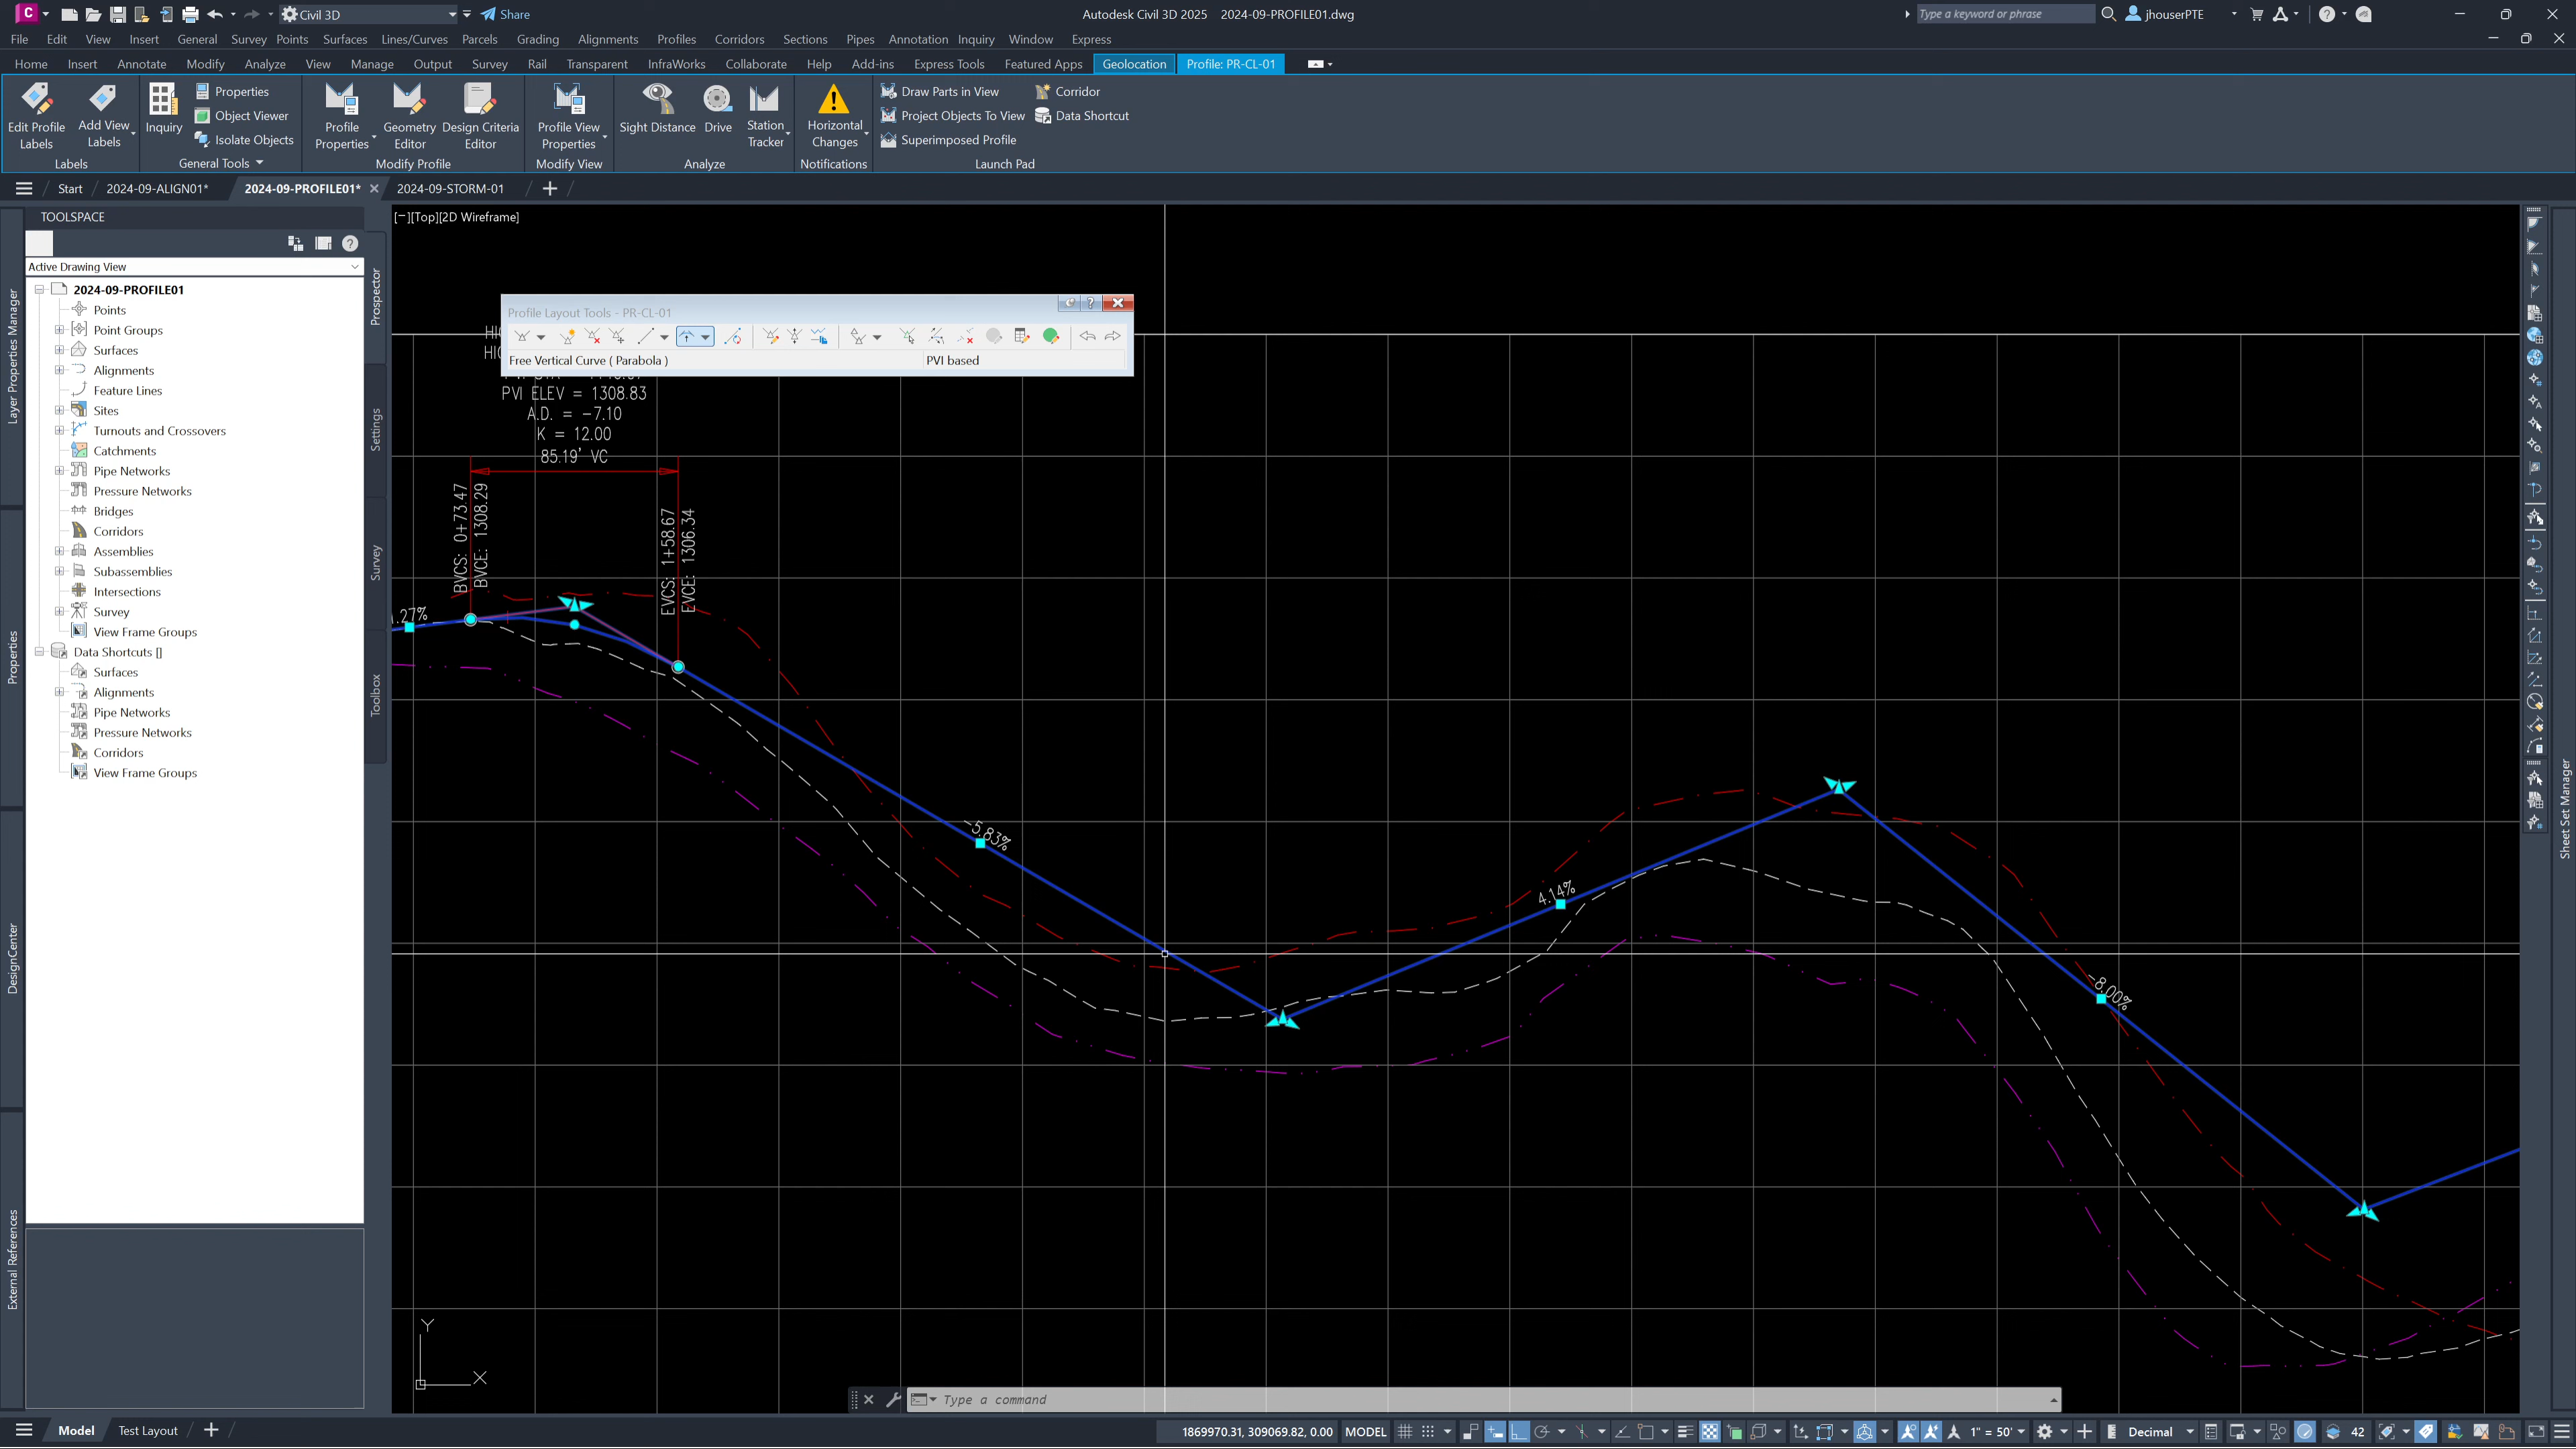 C Civil 3D Share Autodesk Civil 3D 2025 2024-09-PROFILE01.dwg Type a keyword or phrase jhouserPTE
File Edit View Insert General Survey Points Surfaces Lines/Curves Parcels Grading Alignments Profiles Corridors Sections Pipes Annotation Inquiry Window Express
Home Insert Annotate Modify Analyze View Manage Output Survey Rail Transparent InfraWorks Collaborate Help Add-ins Express Tools Featured Apps Geolocation Profile: PR-CL-01
Properties Draw Parts in View Corridor
Object Viewer Project Objects To View Data Shortcut
Isolate Objects Superimposed Profile
Edit Profile Add View Inquiry Profile Geometry Design Criteria Profile View Sight Distance Drive Station Horizontal
Labels Labels Properties Editor Editor Properties Tracker Changes
Labels General Tools Modify Profile Modify View Analyze Notifications Launch Pad
Start 2024-09-ALIGN01* 2024-09-PROFILE01* 2024-09-STORM-01
TOOLSPACE
[−][Top][2D Wireframe]
Active Drawing View
2024-09-PROFILE01
Points
Point Groups
Surfaces
Alignments
Feature Lines
Sites
Turnouts and Crossovers
Catchments
Pipe Networks
Pressure Networks
Bridges
Corridors
Assemblies
Subassemblies
Intersections
Survey
View Frame Groups
Data Shortcuts []
Surfaces
Alignments
Pipe Networks
Pressure Networks
Corridors
View Frame Groups
Layer Properties Manager
Properties
DesignCenter
External References
Prospector
Settings
Survey
Toolbox
Profile Layout Tools - PR-CL-01
Free Vertical Curve ( Parabola ) PVI based
PVI ELEV = 1308.83
A.D. = -7.10
K = 12.00
85.19' VC
BVCS: 0+73.47
BVCE: 1308.29
EVCS: 1+58.67
EVCE: 1306.34
.27%
-5.83%
4.14%
-8.00%
Y
X
Sheet Set Manager
Type a command
Model Test Layout 1869970.31, 309069.82, 0.00 MODEL 1" = 50' Decimal 42